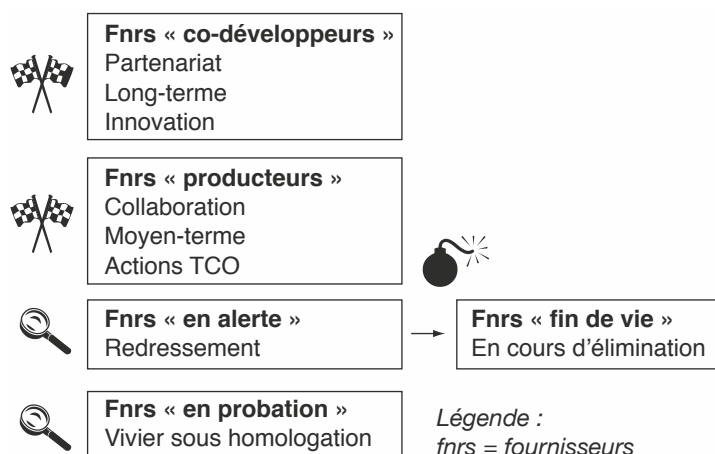 Fnrs « co-développeurs »
Partenariat
Long-terme
Innovation
Fnrs « producteurs »
Collaboration
Moyen-terme
Actions TCO
Fnrs « en alerte »
Redressement
Fnrs « fin de vie »
En cours d’élimination
Fnrs « en probation »
Vivier sous homologation
Légende :
fnrs = fournisseurs